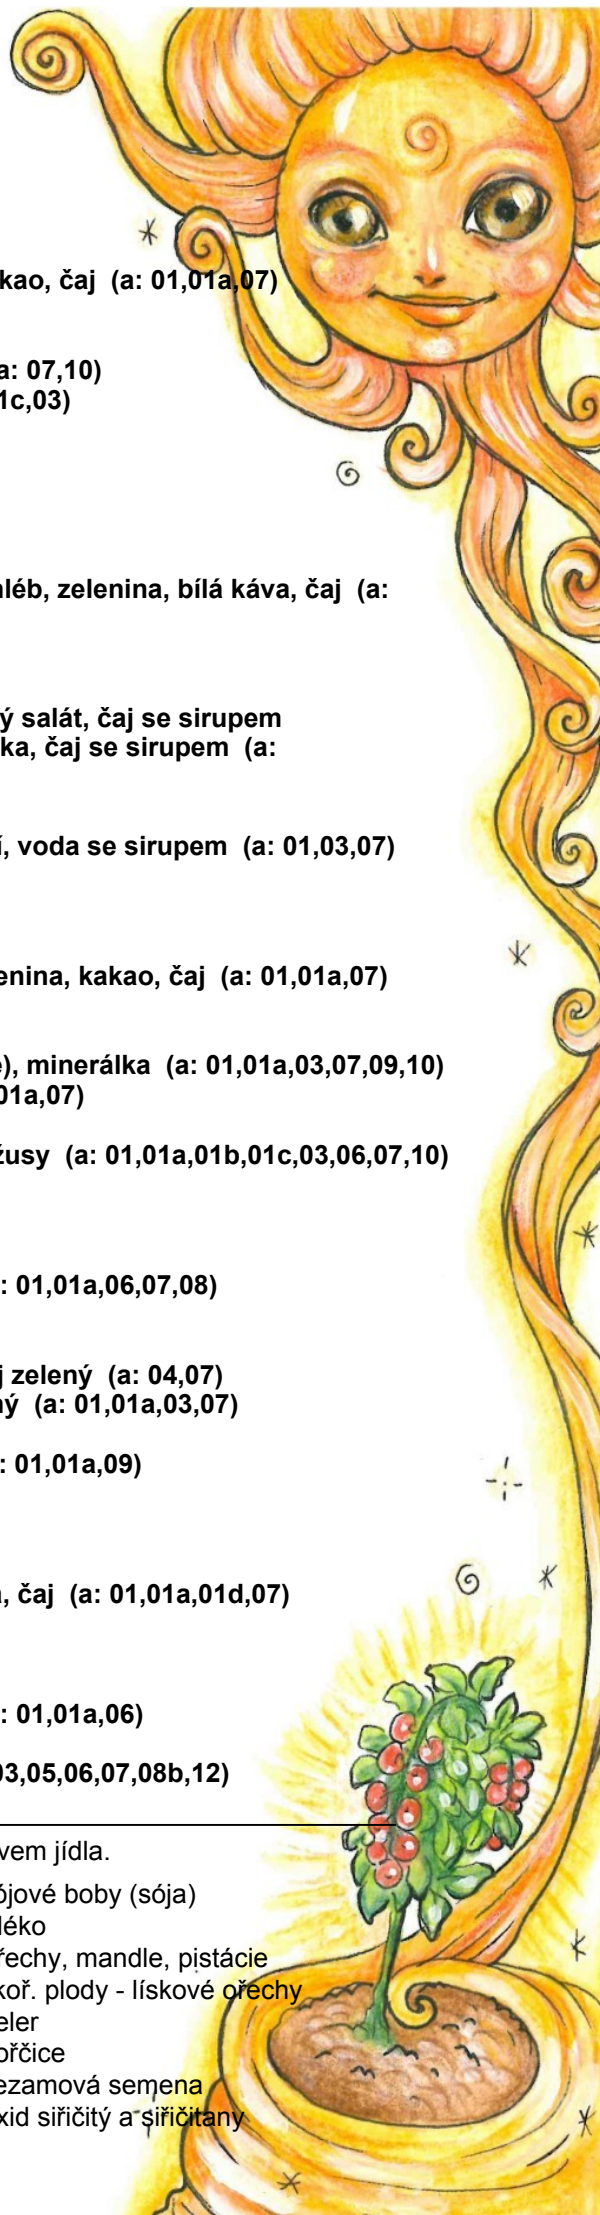 kao, čaj (a: 01,01a,07)
a: 07,10)
1c,03)
léb, zelenina, bílá káva, čaj (a:
ý salát, čaj se sirupem
ka, čaj se sirupem (a:
í, voda se sirupem (a: 01,03,07)
enina, kakao, čaj (a: 01,01a,07)
), minerálka (a: 01,01a,03,07,09,10)
01a,07)
žusy (a: 01,01a,01b,01c,03,06,07,10)
: 01,01a,06,07,08)
j zelený (a: 04,07)
ný (a: 01,01a,03,07)
: 01,01a,09)
, čaj (a: 01,01a,01d,07)
: 01,01a,06)
03,05,06,07,08b,12)
vem jídla.
ójové boby (sója)
léko
řechy, mandle, pistácie
koř. plody - lískové ořechy
eler
ořčice
ezamová semena
xid siřičitý a siřičitany